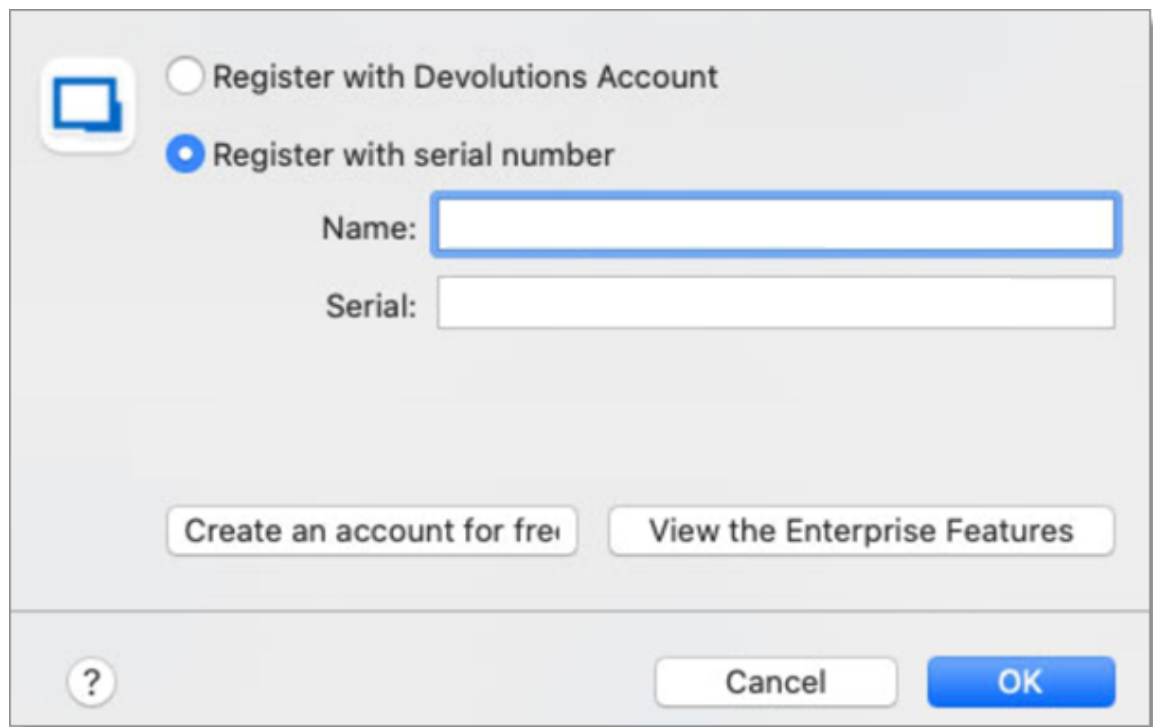 Register with Devolutions Account
Register with serial number
Name:
Serial:
Create an account for fre
View the Enterprise Features
?
Cancel
OK